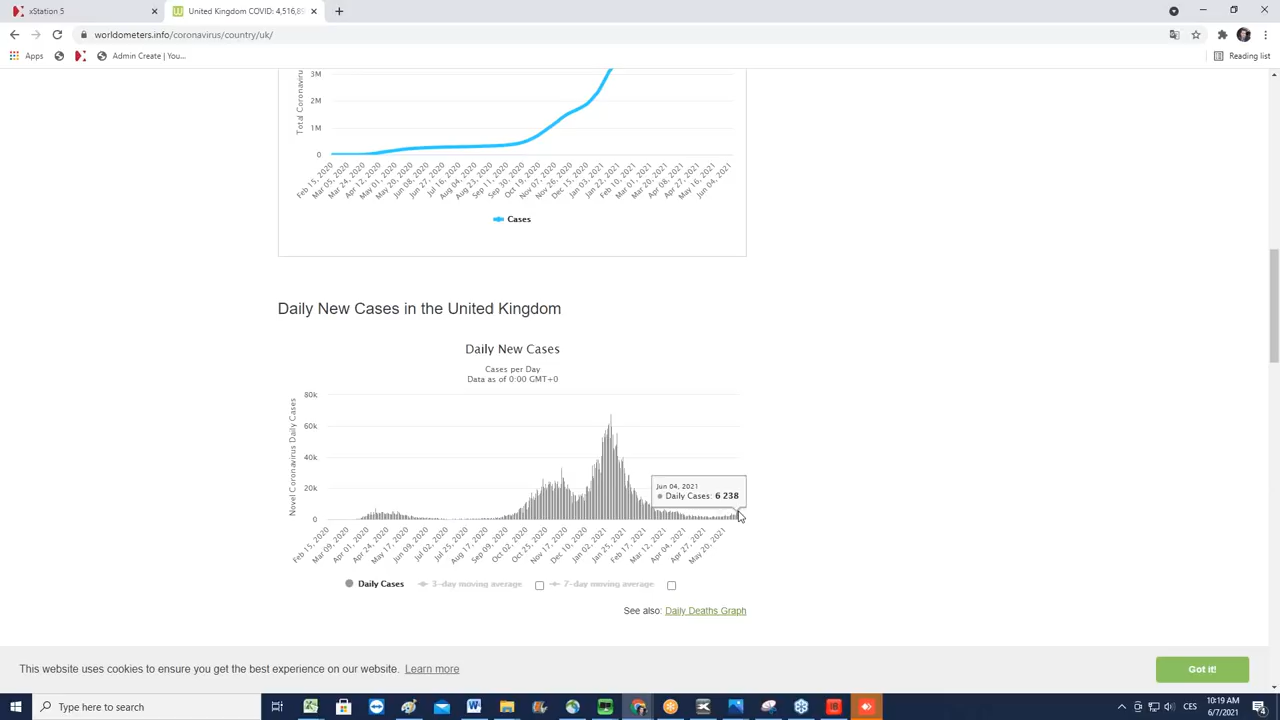 xStation 5
United Kingdom COVID: 4,516,89
worldometers.info/coronavirus/country/uk/
Apps
Admin Create | You...
Reading list
Total Coronavirus
3M
2M
1M
0
Feb 15, 2020
Mar 05, 2020
Mar 24, 2020
Apr 12, 2020
May 01, 2020
May 20, 2020
Jun 08, 2020
Jun 27, 2020
Jul 16, 2020
Aug 04, 2020
Aug 23, 2020
Sep 11, 2020
Sep 30, 2020
Oct 19, 2020
Nov 07, 2020
Nov 26, 2020
Dec 15, 2020
Jan 03, 2021
Jan 22, 2021
Feb 10, 2021
Mar 01, 2021
Mar 20, 2021
Apr 08, 2021
Apr 27, 2021
May 16, 2021
Jun 04, 2021
Cases
Daily New Cases in the United Kingdom
Daily New Cases
Cases per Day
Data as of 0:00 GMT+0
Novel Coronavirus Daily Cases
80k
60k
40k
20k
0
Jun 04, 2021
Daily Cases: 6 238
Feb 15, 2020
Mar 09, 2020
Apr 01, 2020
Apr 24, 2020
May 17, 2020
Jun 09, 2020
Jul 02, 2020
Jul 25, 2020
Aug 17, 2020
Sep 09, 2020
Oct 02, 2020
Oct 25, 2020
Nov 17, 2020
Dec 10, 2020
Jan 02, 2021
Jan 25, 2021
Feb 17, 2021
Mar 12, 2021
Apr 04, 2021
Apr 27, 2021
May 20, 2021
Daily Cases
3-day moving average
7-day moving average
See also: Daily Deaths Graph
This website uses cookies to ensure you get the best experience on our website. Learn more
Got it!
Type here to search
CES
10:19 AM
6/7/2021